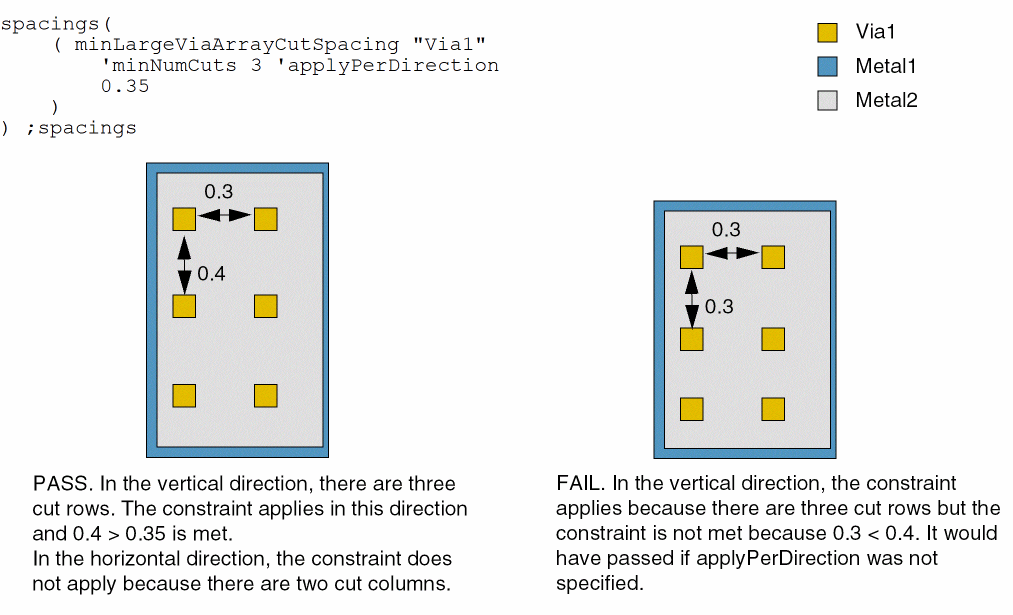 spacings(
( minLargeViaArrayCutSpacing "Via1"
'minNumCuts 3 'applyPerDirection
0.35
)
) ;spacings
Via1
Metal1
Metal2
0.3
0.4
0.3
0.3
PASS. In the vertical direction, there are three
cut rows. The constraint applies in this direction
and 0.4 > 0.35 is met.
In the horizontal direction, the constraint does
not apply because there are two cut columns.
FAIL. In the vertical direction, the constraint
applies because there are three cut rows but the
constraint is not met because 0.3 < 0.4. It would
have passed if applyPerDirection was not
specified.